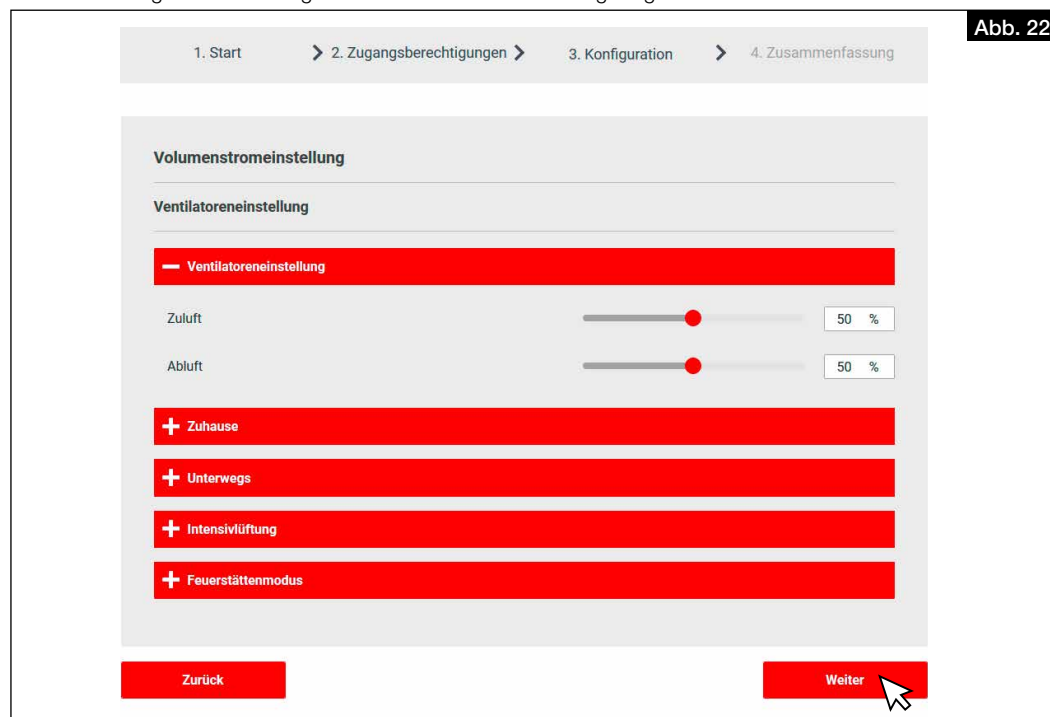 Abb. 22
1. Start 2. Zugangsberechtigungen 3. Konfiguration 4. Zusammenfassung
Volumenstromeinstellung
Ventilatoreneinstellung
Ventilatoreneinstellung
Zuluft 50 %
Abluft 50 %
Zuhause
Unterwegs
Intensivlüftung
Feuerstättenmodus
Zurück Weiter